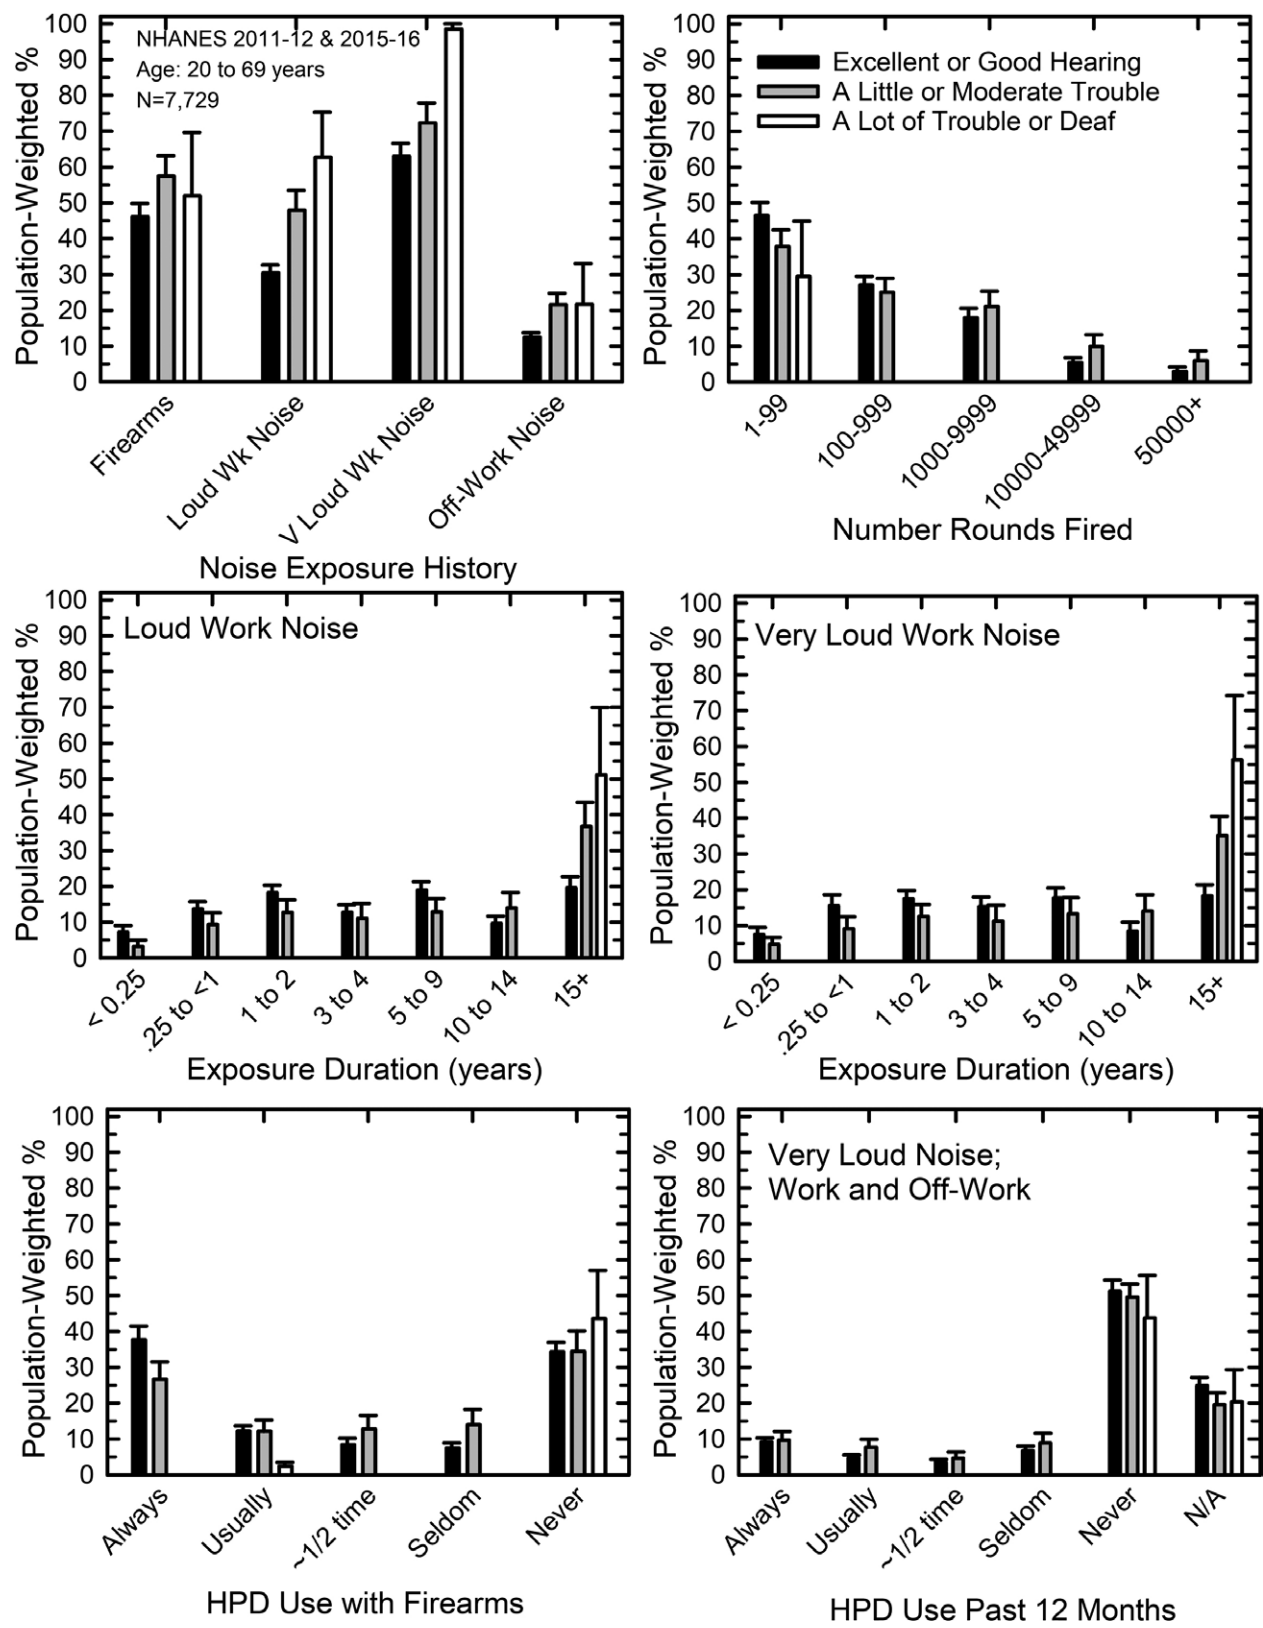 100
90
80
70
60
50
40
30
20
10
0
Population-Weighted %
NHANES 2011-12 & 2015-16
Age: 20 to 69 years
N=7,729
Firearms
Loud Wk Noise
V Loud Wk Noise
Off-Work Noise
Noise Exposure History
100
90
80
70
60
50
40
30
20
10
0
Population-Weighted %
Excellent or Good Hearing
A Little or Moderate Trouble
A Lot of Trouble or Deaf
1-99
100-999
1000-9999
10000-49999
50000+
Number Rounds Fired
100
90
80
70
60
50
40
30
20
10
0
Population-Weighted %
Loud Work Noise
< 0.25
.25 to <1
1 to 2
3 to 4
5 to 9
10 to 14
15+
Exposure Duration (years)
100
90
80
70
60
50
40
30
20
10
0
Population-Weighted %
Very Loud Work Noise
< 0.25
.25 to <1
1 to 2
3 to 4
5 to 9
10 to 14
15+
Exposure Duration (years)
100
90
80
70
60
50
40
30
20
10
0
Population-Weighted %
Always
Usually
~1/2 time
Seldom
Never
HPD Use with Firearms
100
90
80
70
60
50
40
30
20
10
0
Population-Weighted %
Very Loud Noise;
Work and Off-Work
Always
Usually
~1/2 time
Seldom
Never
N/A
HPD Use Past 12 Months